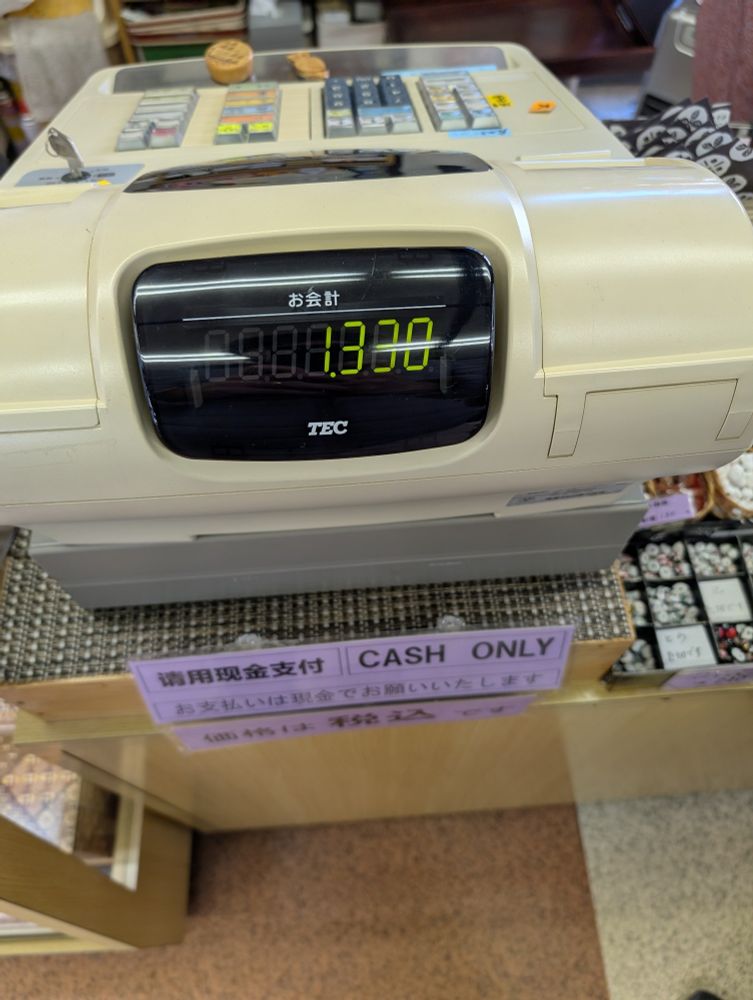 お会計
1.330
TEC
请用现金支付 CASH ONLY
お支払いは現金でお願いいたします
価格は 税込 です